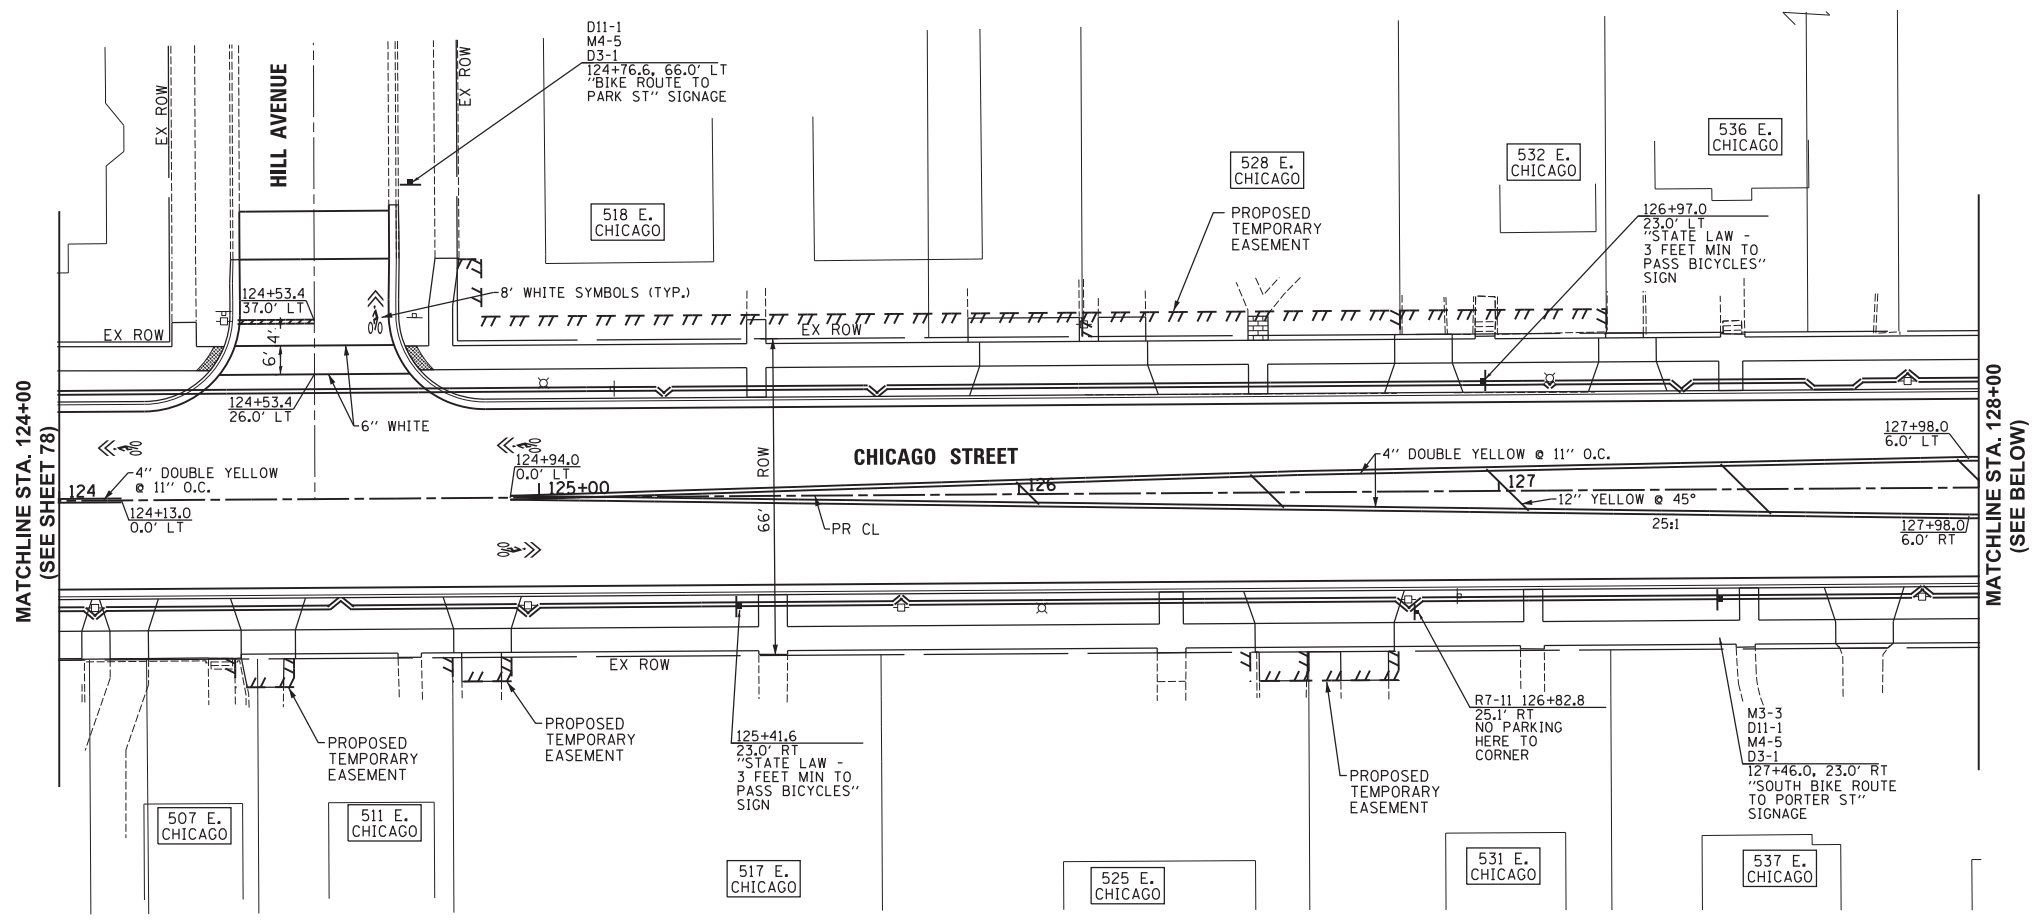 D11-1
M4-5
D3-1
124+76.6, 66.0' LT
"BIKE ROUTE TO
PARK ST" SIGNAGE
EX ROW
HILL AVENUE
EX ROW
518 E.
CHICAGO
528 E.
CHICAGO
532 E.
CHICAGO
536 E.
CHICAGO
PROPOSED
TEMPORARY
EASEMENT
126+97.0
23.0' LT
"STATE LAW -
3 FEET MIN TO
PASS BICYCLES"
SIGN
124+53.4
37.0' LT
8' WHITE SYMBOLS (TYP.)
EX ROW
4'
6'
EX ROW
124+53.4
26.0' LT
6" WHITE
MATCHLINE STA. 124+00
(SEE SHEET 78)
4" DOUBLE YELLOW
@ 11" O.C.
124
124+13.0
0.0' LT
124+94.0
0.0' LT
125+00
ROW
66'
CHICAGO STREET
PR CL
126
4" DOUBLE YELLOW @ 11" O.C.
127
12" YELLOW @ 45°
25:1
127+98.0
6.0' LT
127+98.0
6.0' RT
MATCHLINE STA. 128+00
(SEE BELOW)
EX ROW
PROPOSED
TEMPORARY
EASEMENT
PROPOSED
TEMPORARY
EASEMENT
125+41.6
23.0' RT
"STATE LAW -
3 FEET MIN TO
PASS BICYCLES"
SIGN
PROPOSED
TEMPORARY
EASEMENT
R7-11 126+82.8
25.1' RT
NO PARKING
HERE TO
CORNER
M3-3
D11-1
M4-5
D3-1
127+46.0, 23.0' RT
"SOUTH BIKE ROUTE
TO PORTER ST"
SIGNAGE
507 E.
CHICAGO
511 E.
CHICAGO
517 E.
CHICAGO
525 E.
CHICAGO
531 E.
CHICAGO
537 E.
CHICAGO